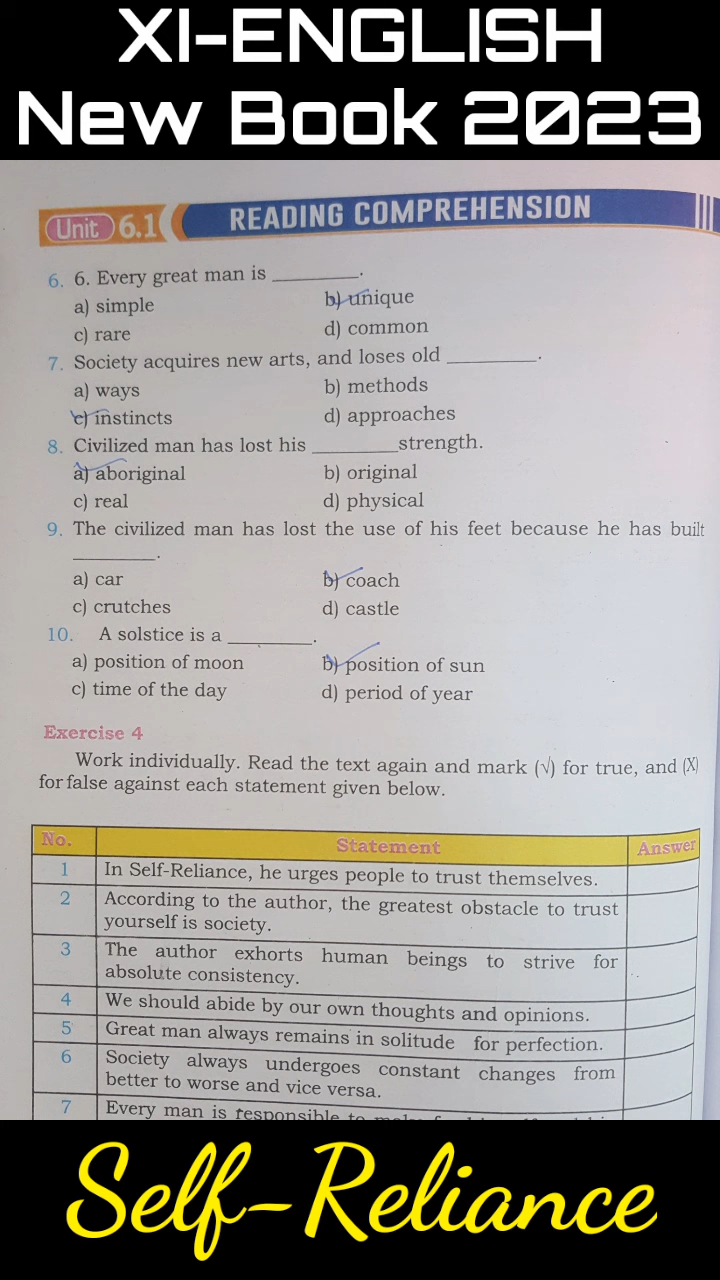 XI-ENGLISH
New Book 2023
Unit 6.1 READING COMPREHENSION
6. 6. Every great man is ________.
a) simple b) unique
c) rare d) common
7. Society acquires new arts, and loses old ________.
a) ways b) methods
c) instincts d) approaches
8. Civilized man has lost his ________strength.
a) aboriginal b) original
c) real d) physical
9. The civilized man has lost the use of his feet because he has built
________.
a) car b) coach
c) crutches d) castle
10. A solstice is a ________.
a) position of moon b) position of sun
c) time of the day d) period of year
Exercise 4
Work individually. Read the text again and mark (√) for true, and (X)
for false against each statement given below.
No. Statement Answer
1 In Self-Reliance, he urges people to trust themselves.
2 According to the author, the greatest obstacle to trust
yourself is society.
3 The author exhorts human beings to strive for
absolute consistency.
4 We should abide by our own thoughts and opinions.
5 Great man always remains in solitude for perfection.
6 Society always undergoes constant changes from
better to worse and vice versa.
7 Every man is responsible to
Self-Reliance